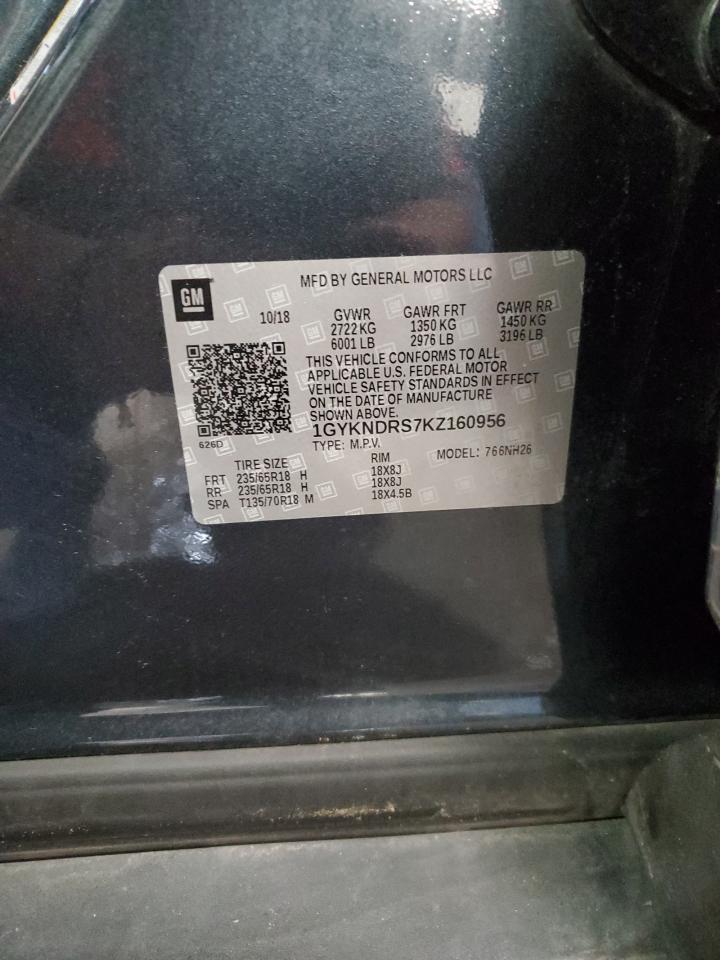 MFD BY GENERAL MOTORS LLC
GM
10/18 GVWR GAWR FRT GAWR RR
2722 KG 1350 KG 1450 KG
6001 LB 2976 LB 3196 LB
THIS VEHICLE CONFORMS TO ALL
APPLICABLE U.S. FEDERAL MOTOR
VEHICLE SAFETY STANDARDS IN EFFECT
ON THE DATE OF MANUFACTURE
SHOWN ABOVE.
1GYKNDRS7KZ160956
626D
TYPE: M.P.V. MODEL: 766NH26
TIRE SIZE RIM
FRT 235/65R18 H 18X8J
RR 235/65R18 H 18X8J
SPA T135/70R18 M 18X4.5B